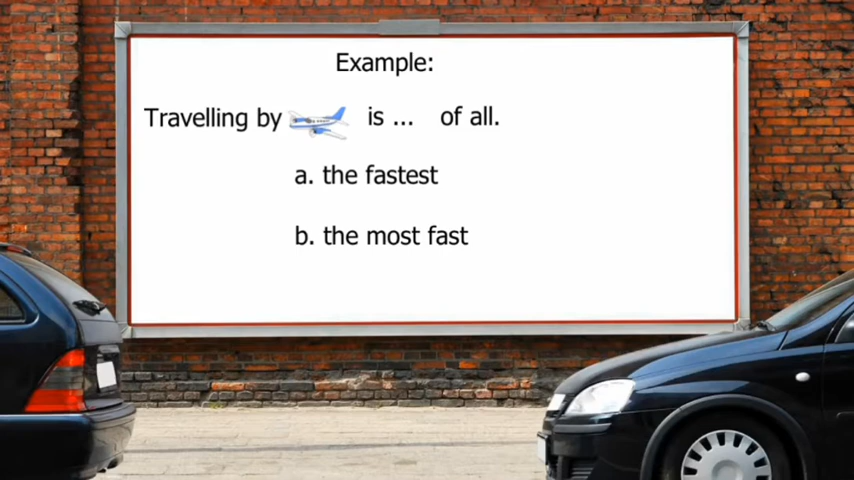 Example:
Travelling by is ... of all.
a. the fastest
b. the most fast